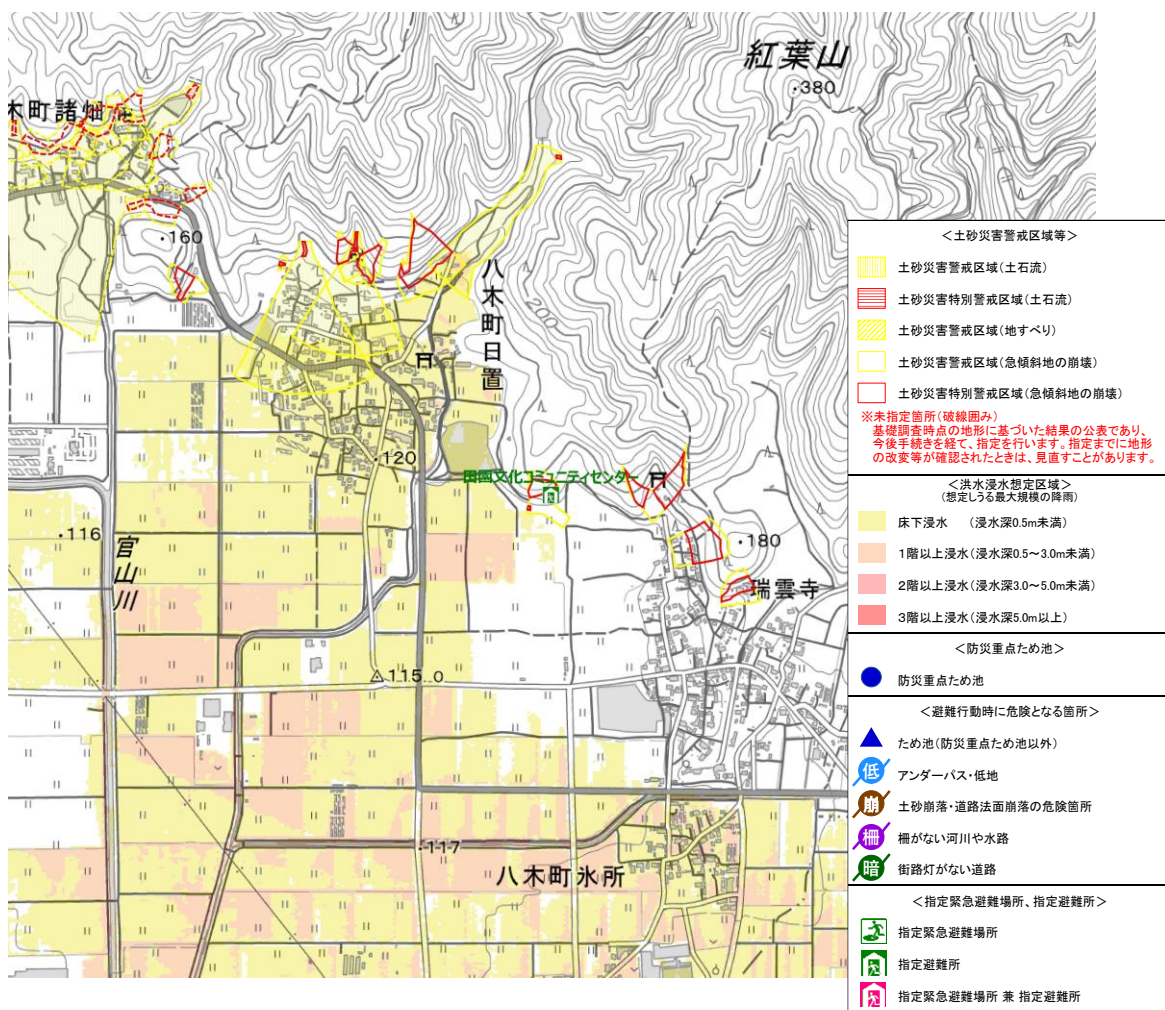 紅葉山
・380
木町諸畑
・160
八木町日置
200
・120
田園文化コミュニティセンター
・116
官山川
・180
瑞雲寺
115.0
・117
八木町氷所
＜土砂災害警戒区域等＞
土砂災害警戒区域(土石流)
土砂災害特別警戒区域(土石流)
土砂災害警戒区域(地すべり)
土砂災害警戒区域(急傾斜地の崩壊)
土砂災害特別警戒区域(急傾斜地の崩壊)
※未指定箇所(破線囲み)
基礎調査時点の地形に基づいた結果の公表であり、
今後手続きを経て、指定を行います。指定までに地形
の改変等が確認されたときは、見直すことがあります。
＜洪水浸水想定区域＞
(想定しうる最大規模の降雨)
床下浸水　(浸水深0.5m未満)
1階以上浸水(浸水深0.5～3.0m未満)
2階以上浸水(浸水深3.0～5.0m未満)
3階以上浸水(浸水深5.0m以上)
＜防災重点ため池＞
防災重点ため池
＜避難行動時に危険となる箇所＞
ため池(防災重点ため池以外)
低 アンダーパス・低地
崩 土砂崩落・道路法面崩落の危険箇所
柵 柵がない河川や水路
暗 街路灯がない道路
＜指定緊急避難場所、指定避難所＞
指定緊急避難場所
指定避難所
指定緊急避難場所 兼 指定避難所